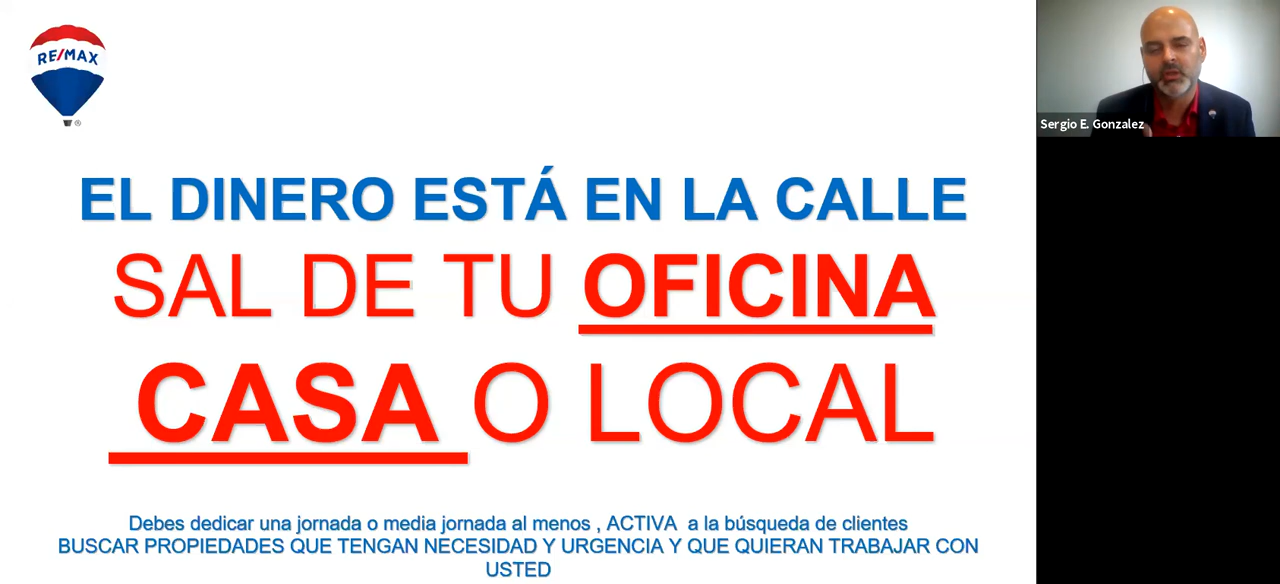 RE/MAX
®
EL DINERO ESTÁ EN LA CALLE
SAL DE TU OFICINA
CASA O LOCAL
Debes dedicar una jornada o media jornada al menos , ACTIVA a la búsqueda de clientes
BUSCAR PROPIEDADES QUE TENGAN NECESIDAD Y URGENCIA Y QUE QUIERAN TRABAJAR CON
USTED
Sergio E. Gonzalez